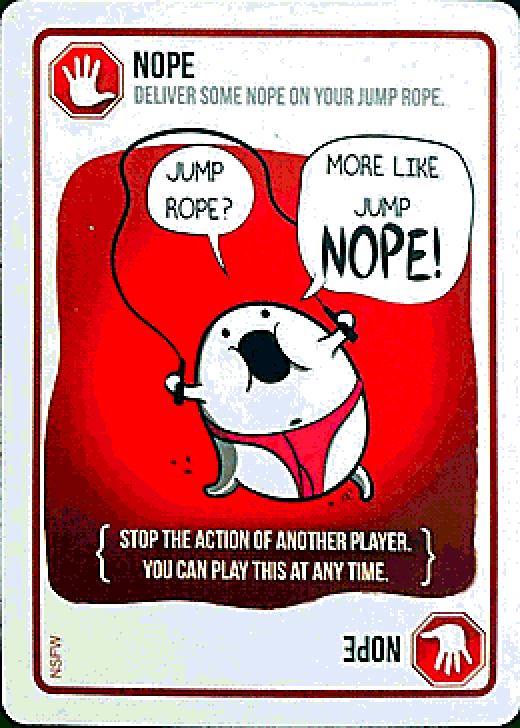 NOPE
DELIVER SOME NOPE ON YOUR JUMP ROPE.
JUMP
ROPE?
MORE LIKE
JUMP
NOPE!
STOP THE ACTION OF ANOTHER PLAYER.
YOU CAN PLAY THIS AT ANY TIME.
NSFW
NOPE